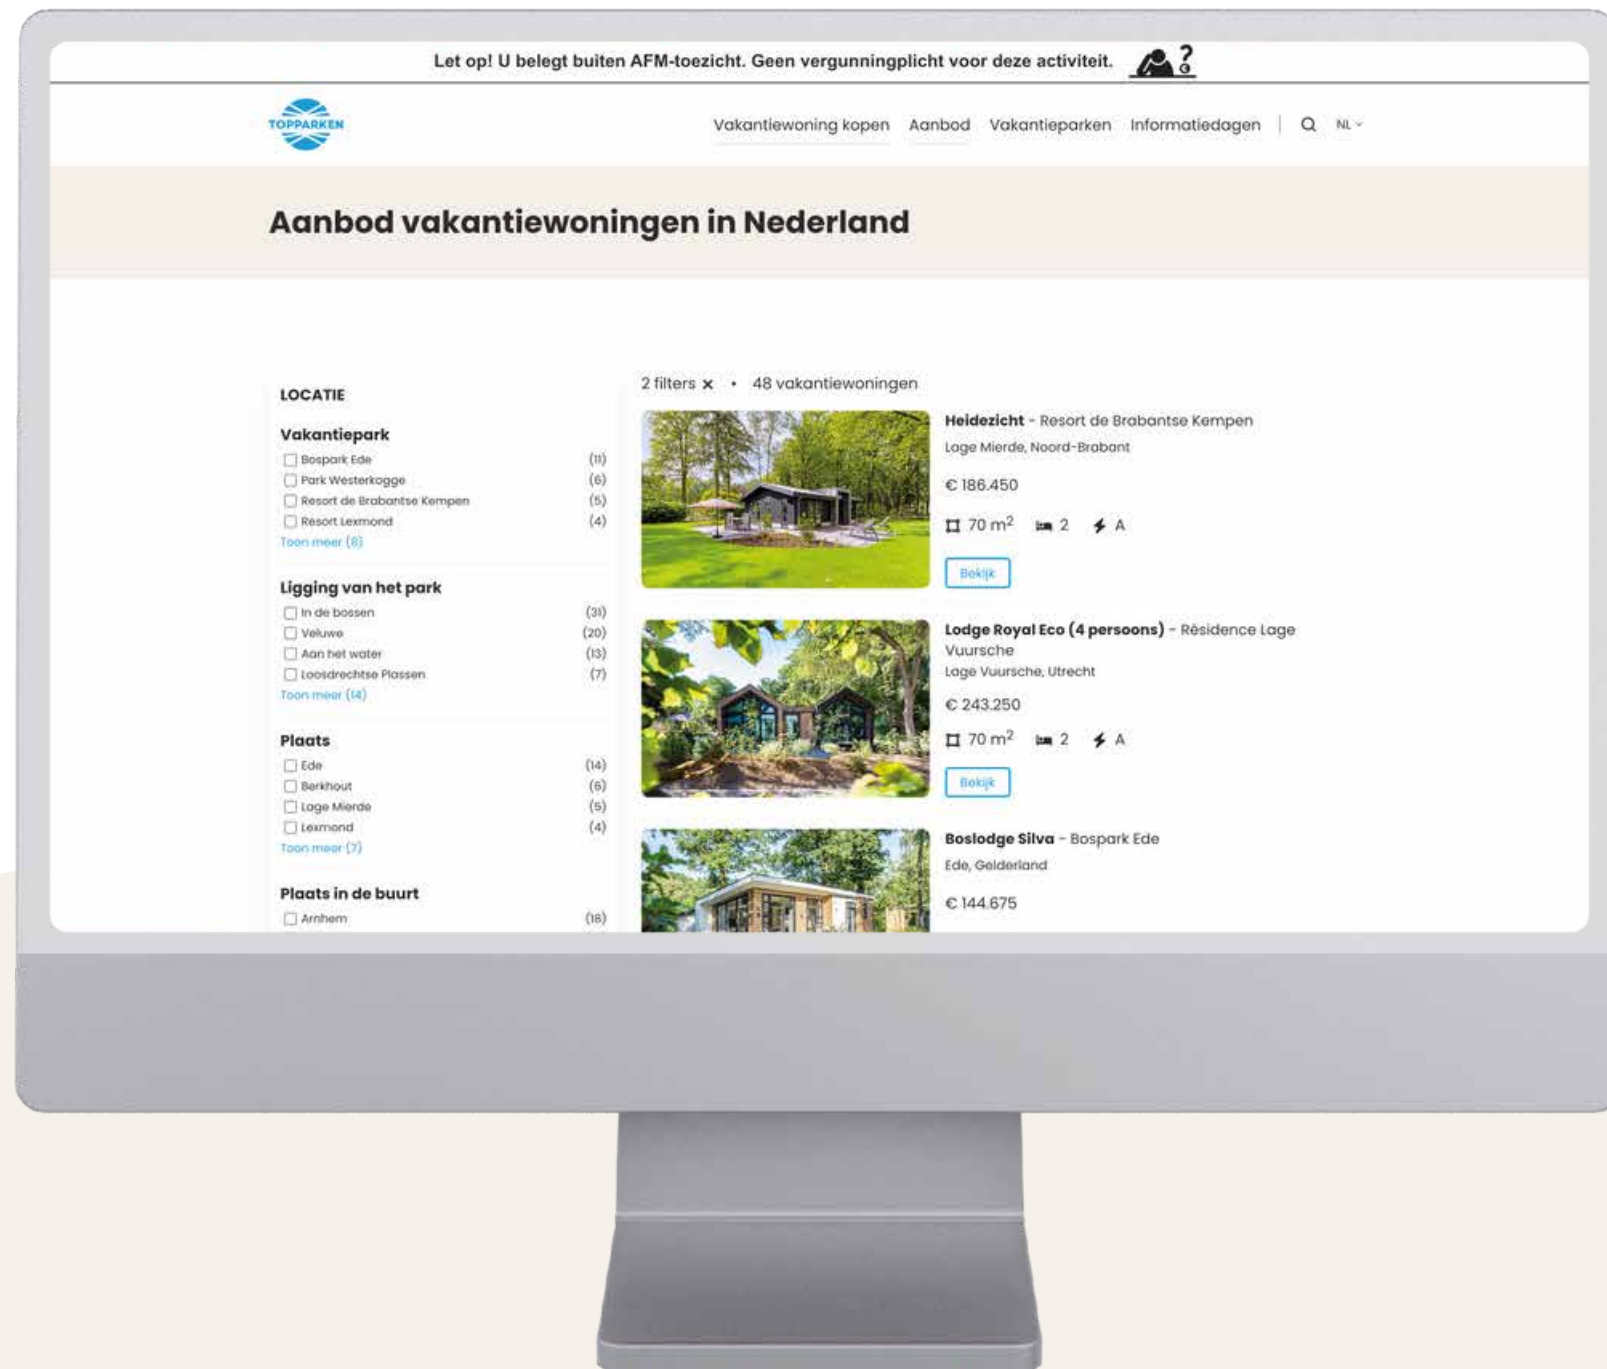 Let op! U belegt buiten AFM-toezicht. Geen vergunningplicht voor deze activiteit.
TOPPARKEN
Vakantiewoning kopen Aanbod Vakantieparken Informatiedagen NL
Aanbod vakantiewoningen in Nederland
LOCATIE
Vakantiepark
Bospark Ede (11)
Park Westerkogge (6)
Resort de Brabantse Kempen (5)
Resort Lexmond (4)
Toon meer (8)
Ligging van het park
In de bossen (31)
Veluwe (20)
Aan het water (13)
Loosdrechtse Plassen (7)
Toon meer (14)
Plaats
Ede (14)
Berkhout (6)
Lage Mierde (5)
Lexmond (4)
Toon meer (7)
Plaats in de buurt
Arnhem (18)
2 filters × • 48 vakantiewoningen
Heidezicht - Resort de Brabantse Kempen
Lage Mierde, Noord-Brabant
€ 186.450
70 m² 2 A
Bekijk
Lodge Royal Eco (4 persoons) - Résidence Lage
Vuursche
Lage Vuursche, Utrecht
€ 243.250
70 m² 2 A
Bekijk
Boslodge Silva - Bospark Ede
Ede, Gelderland
€ 144.675